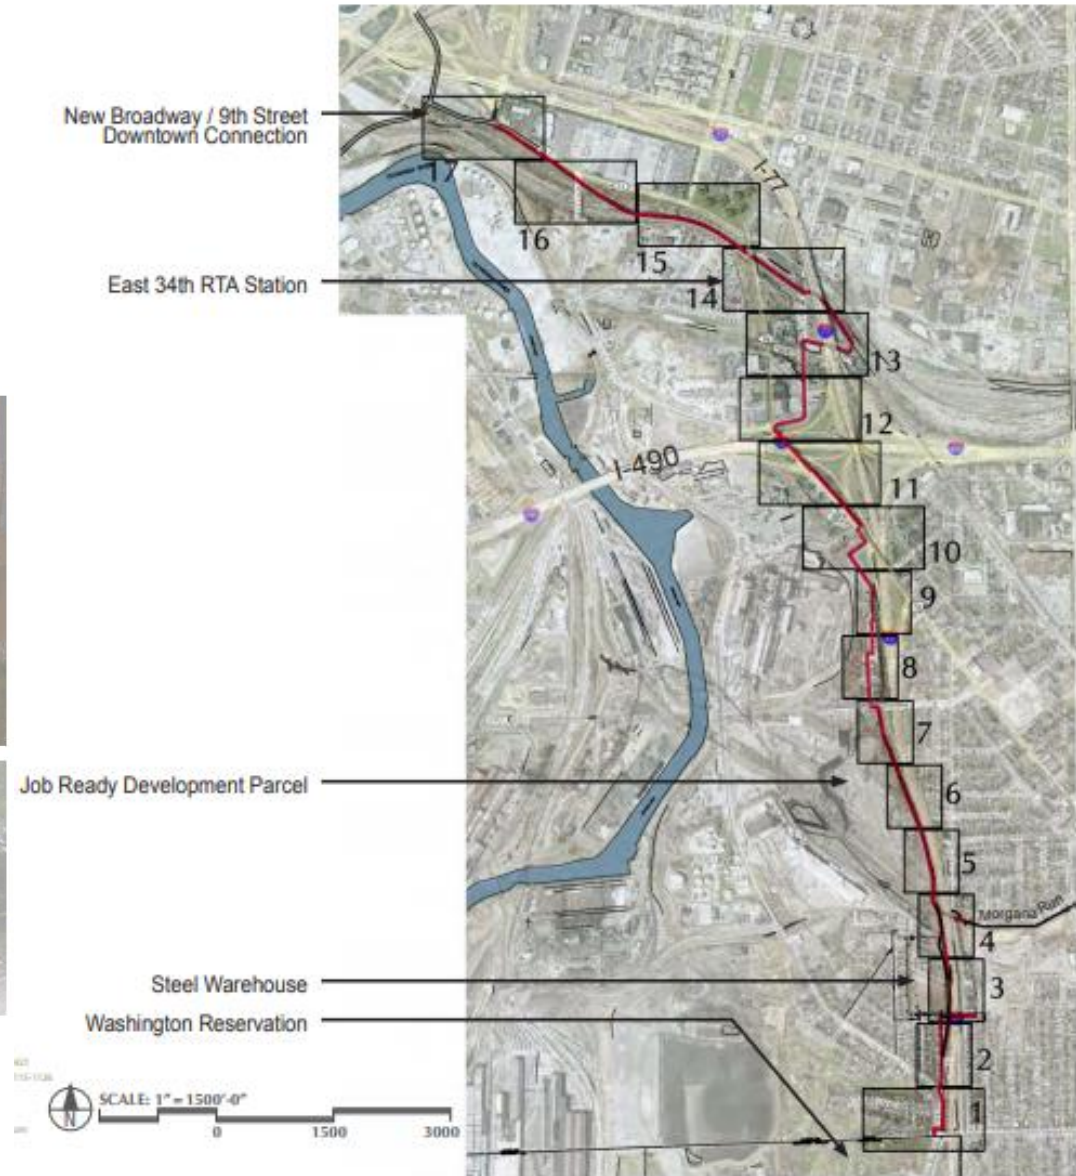 New Broadway / 9th Street
Downtown Connection
I-77
17
16
15
East 34th RTA Station
14
13
12
I-490
11
10
9
8
7
Job Ready Development Parcel
6
5
Morgana Run
4
Steel Warehouse
3
Washington Reservation
2
1
N
SCALE: 1" = 1500'-0"
0 1500 3000